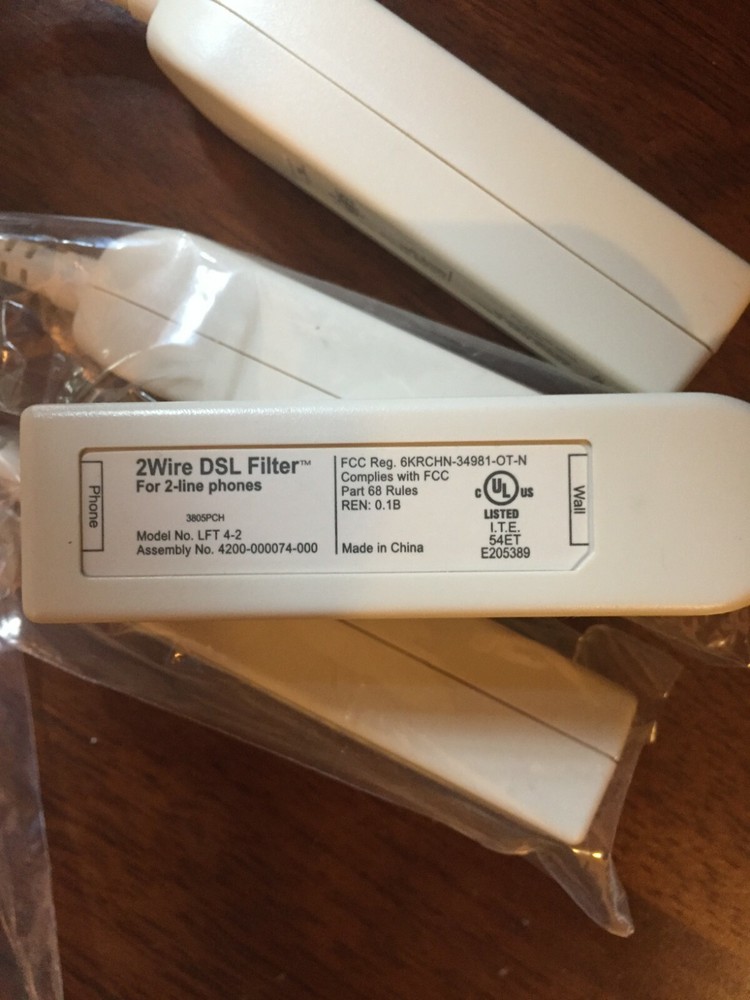 Phone
2Wire DSL Filter™
For 2-line phones
3805PCH
Model No. LFT 4-2
Assembly No. 4200-000074-000
FCC Reg. 6KRCHN-34981-OT-N
Complies with FCC
Part 68 Rules
REN: 0.1B
Made in China
C UL US
LISTED
I.T.E.
54ET
E205389
Wall